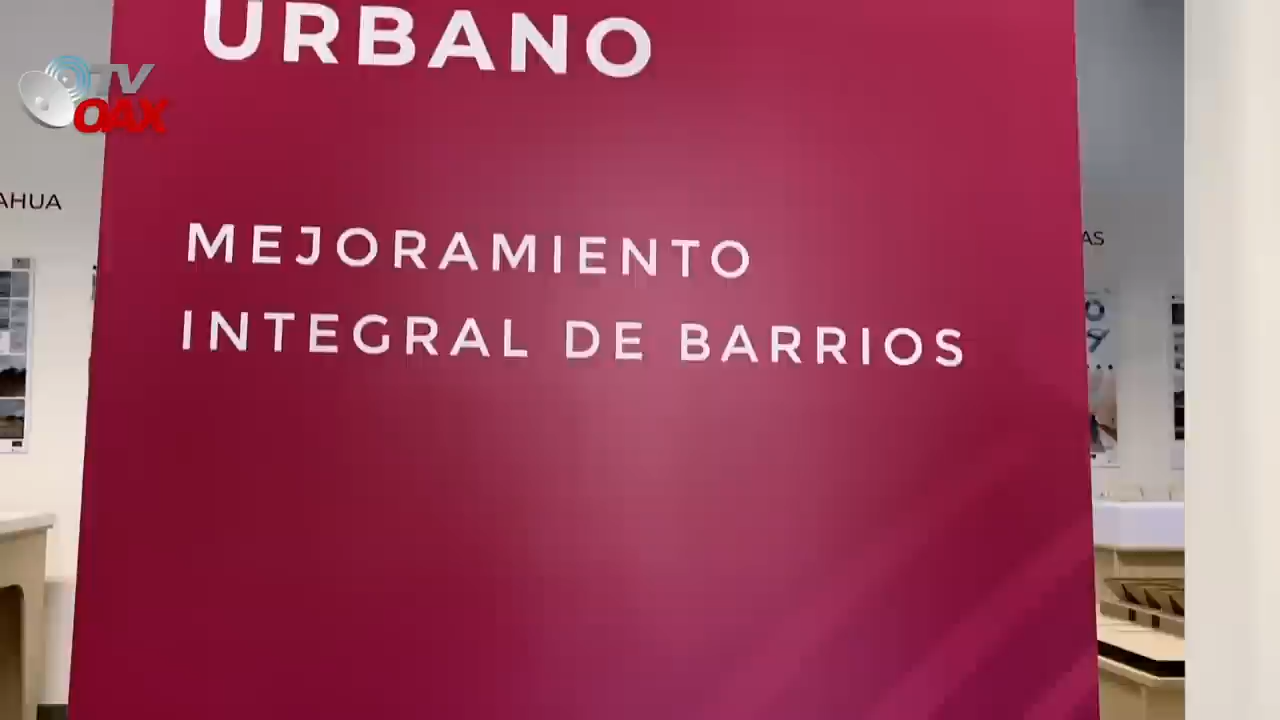 URBANO
TV
OAX
AHUA
MEJORAMIENTO
INTEGRAL DE BARRIOS
AS